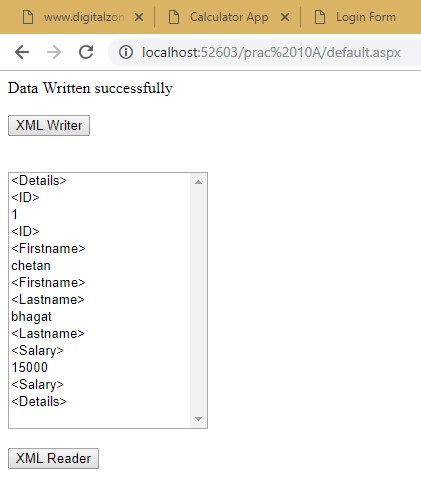 www.digitalzon
Calculator App
Login Form
localhost:52603/prac%2010A/default.aspx
Data Written successfully
XML Writer
<Details>
<ID>
1
<ID>
<Firstname>
chetan
<Firstname>
<Lastname>
bhagat
<Lastname>
<Salary>
15000
<Salary>
<Details>
XML Reader